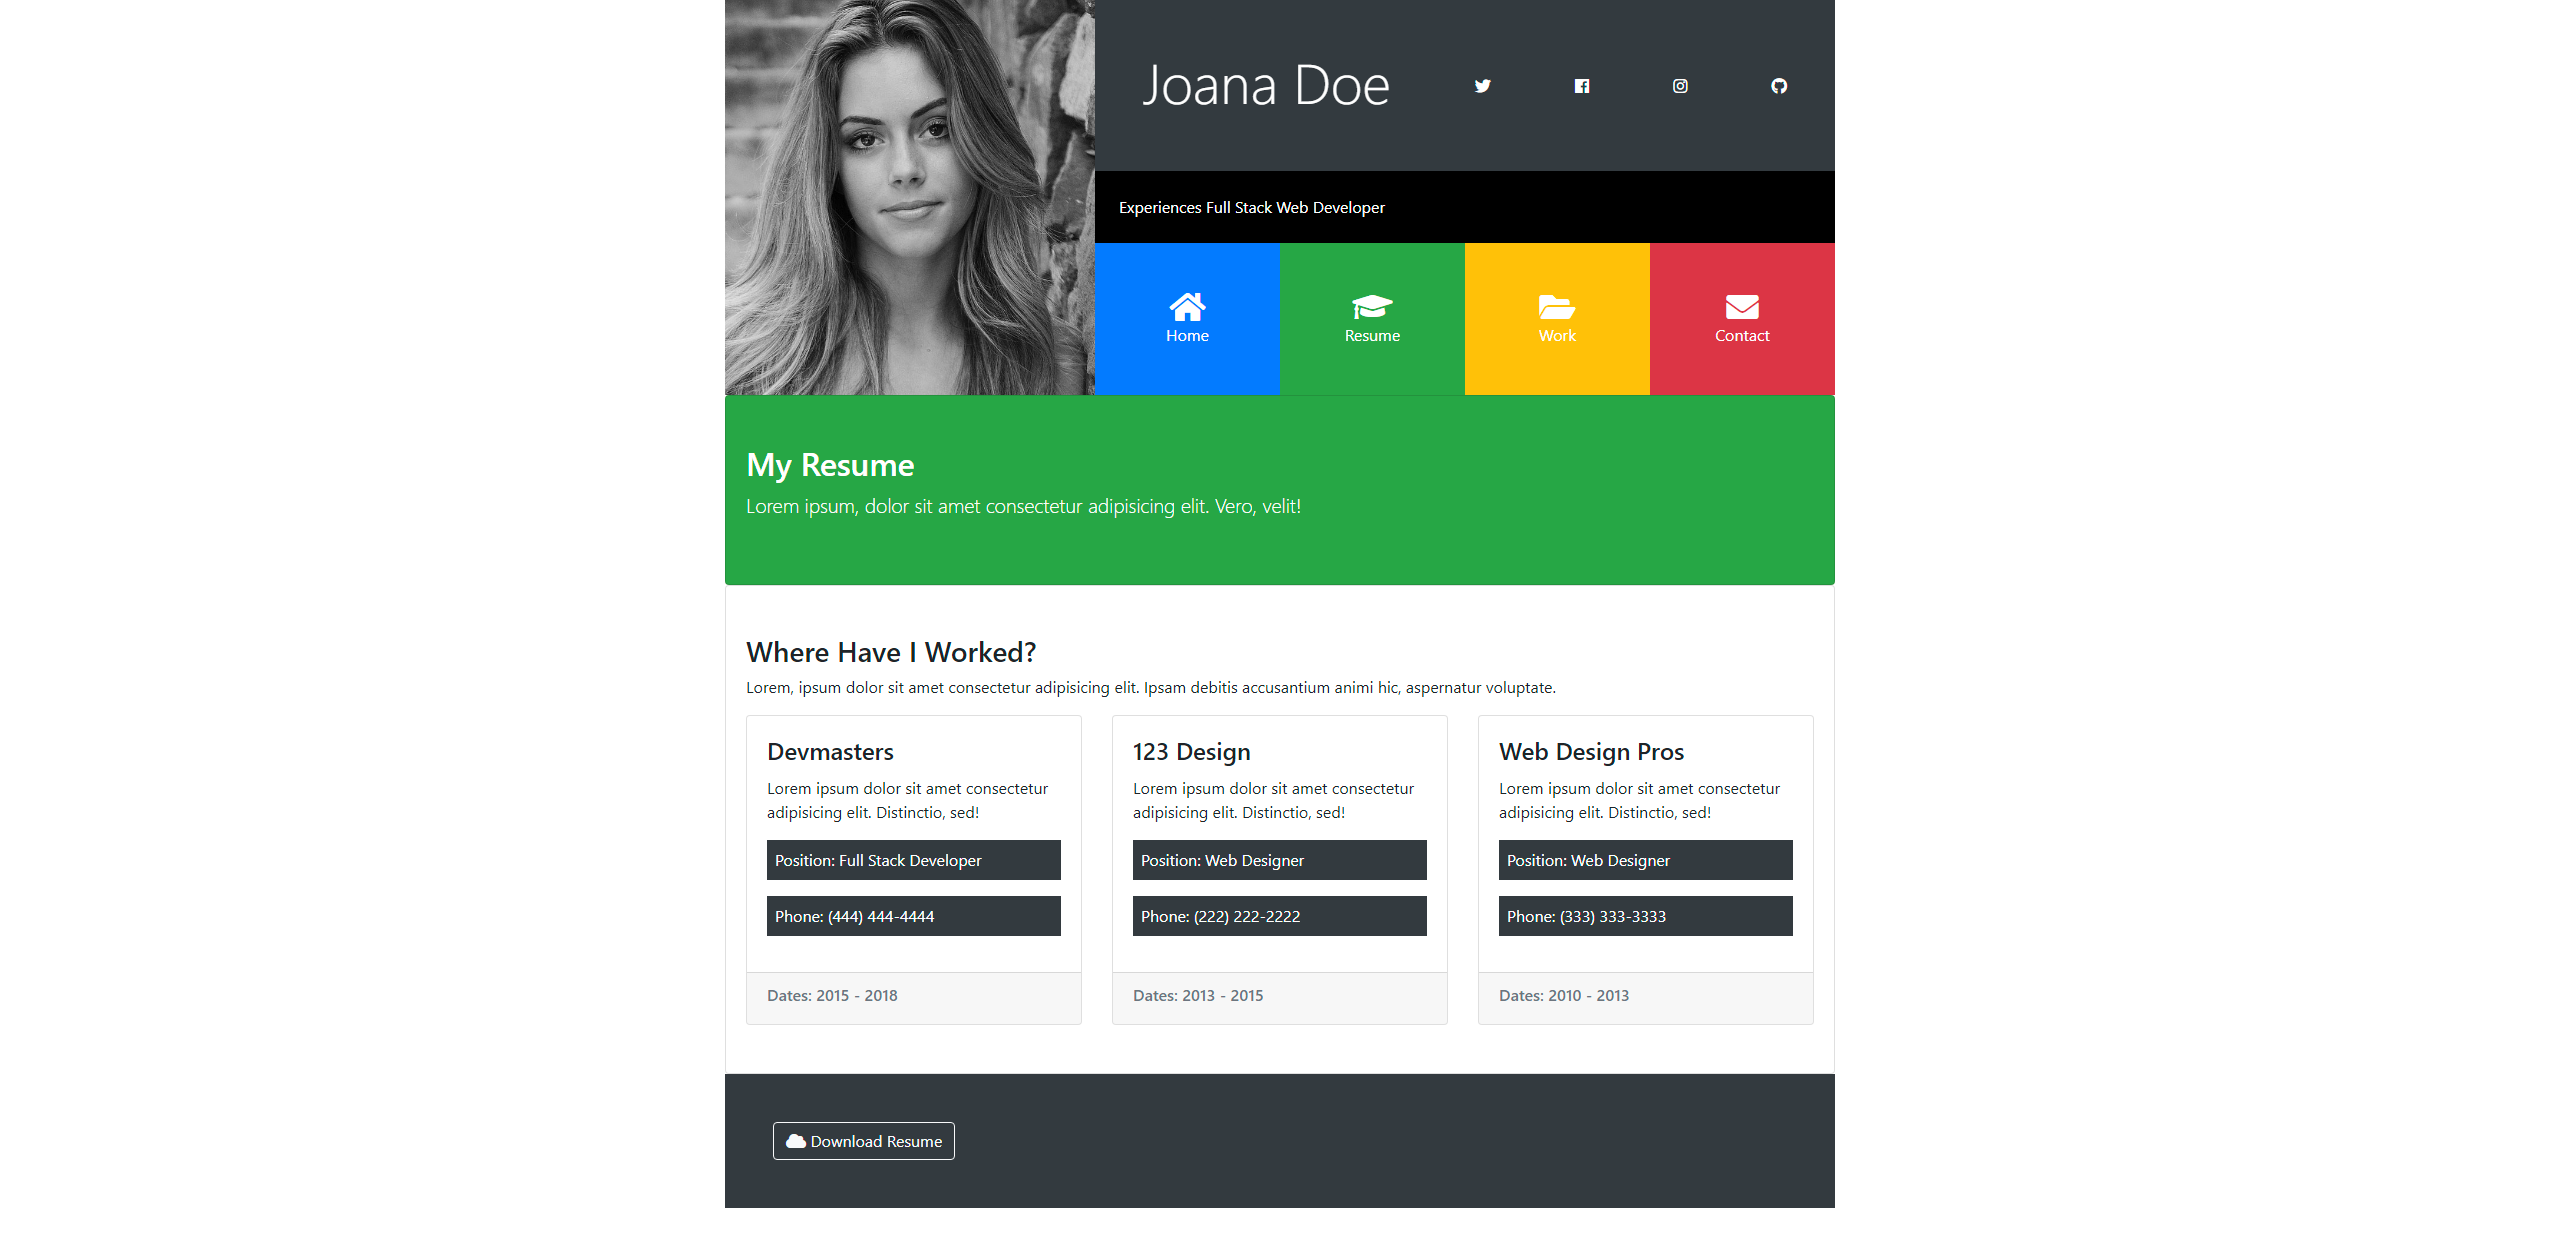 Joana Doe
Experiences Full Stack Web Developer
Home
Resume
Work
Contact
My Resume
Lorem ipsum, dolor sit amet consectetur adipisicing elit. Vero, velit!
Where Have I Worked?
Lorem, ipsum dolor sit amet consectetur adipisicing elit. Ipsam debitis accusantium animi hic, aspernatur voluptate.
Devmasters
Lorem ipsum dolor sit amet consectetur
adipisicing elit. Distinctio, sed!
Position: Full Stack Developer
Phone: (444) 444-4444
Dates: 2015 - 2018
123 Design
Lorem ipsum dolor sit amet consectetur
adipisicing elit. Distinctio, sed!
Position: Web Designer
Phone: (222) 222-2222
Dates: 2013 - 2015
Web Design Pros
Lorem ipsum dolor sit amet consectetur
adipisicing elit. Distinctio, sed!
Position: Web Designer
Phone: (333) 333-3333
Dates: 2010 - 2013
Download Resume